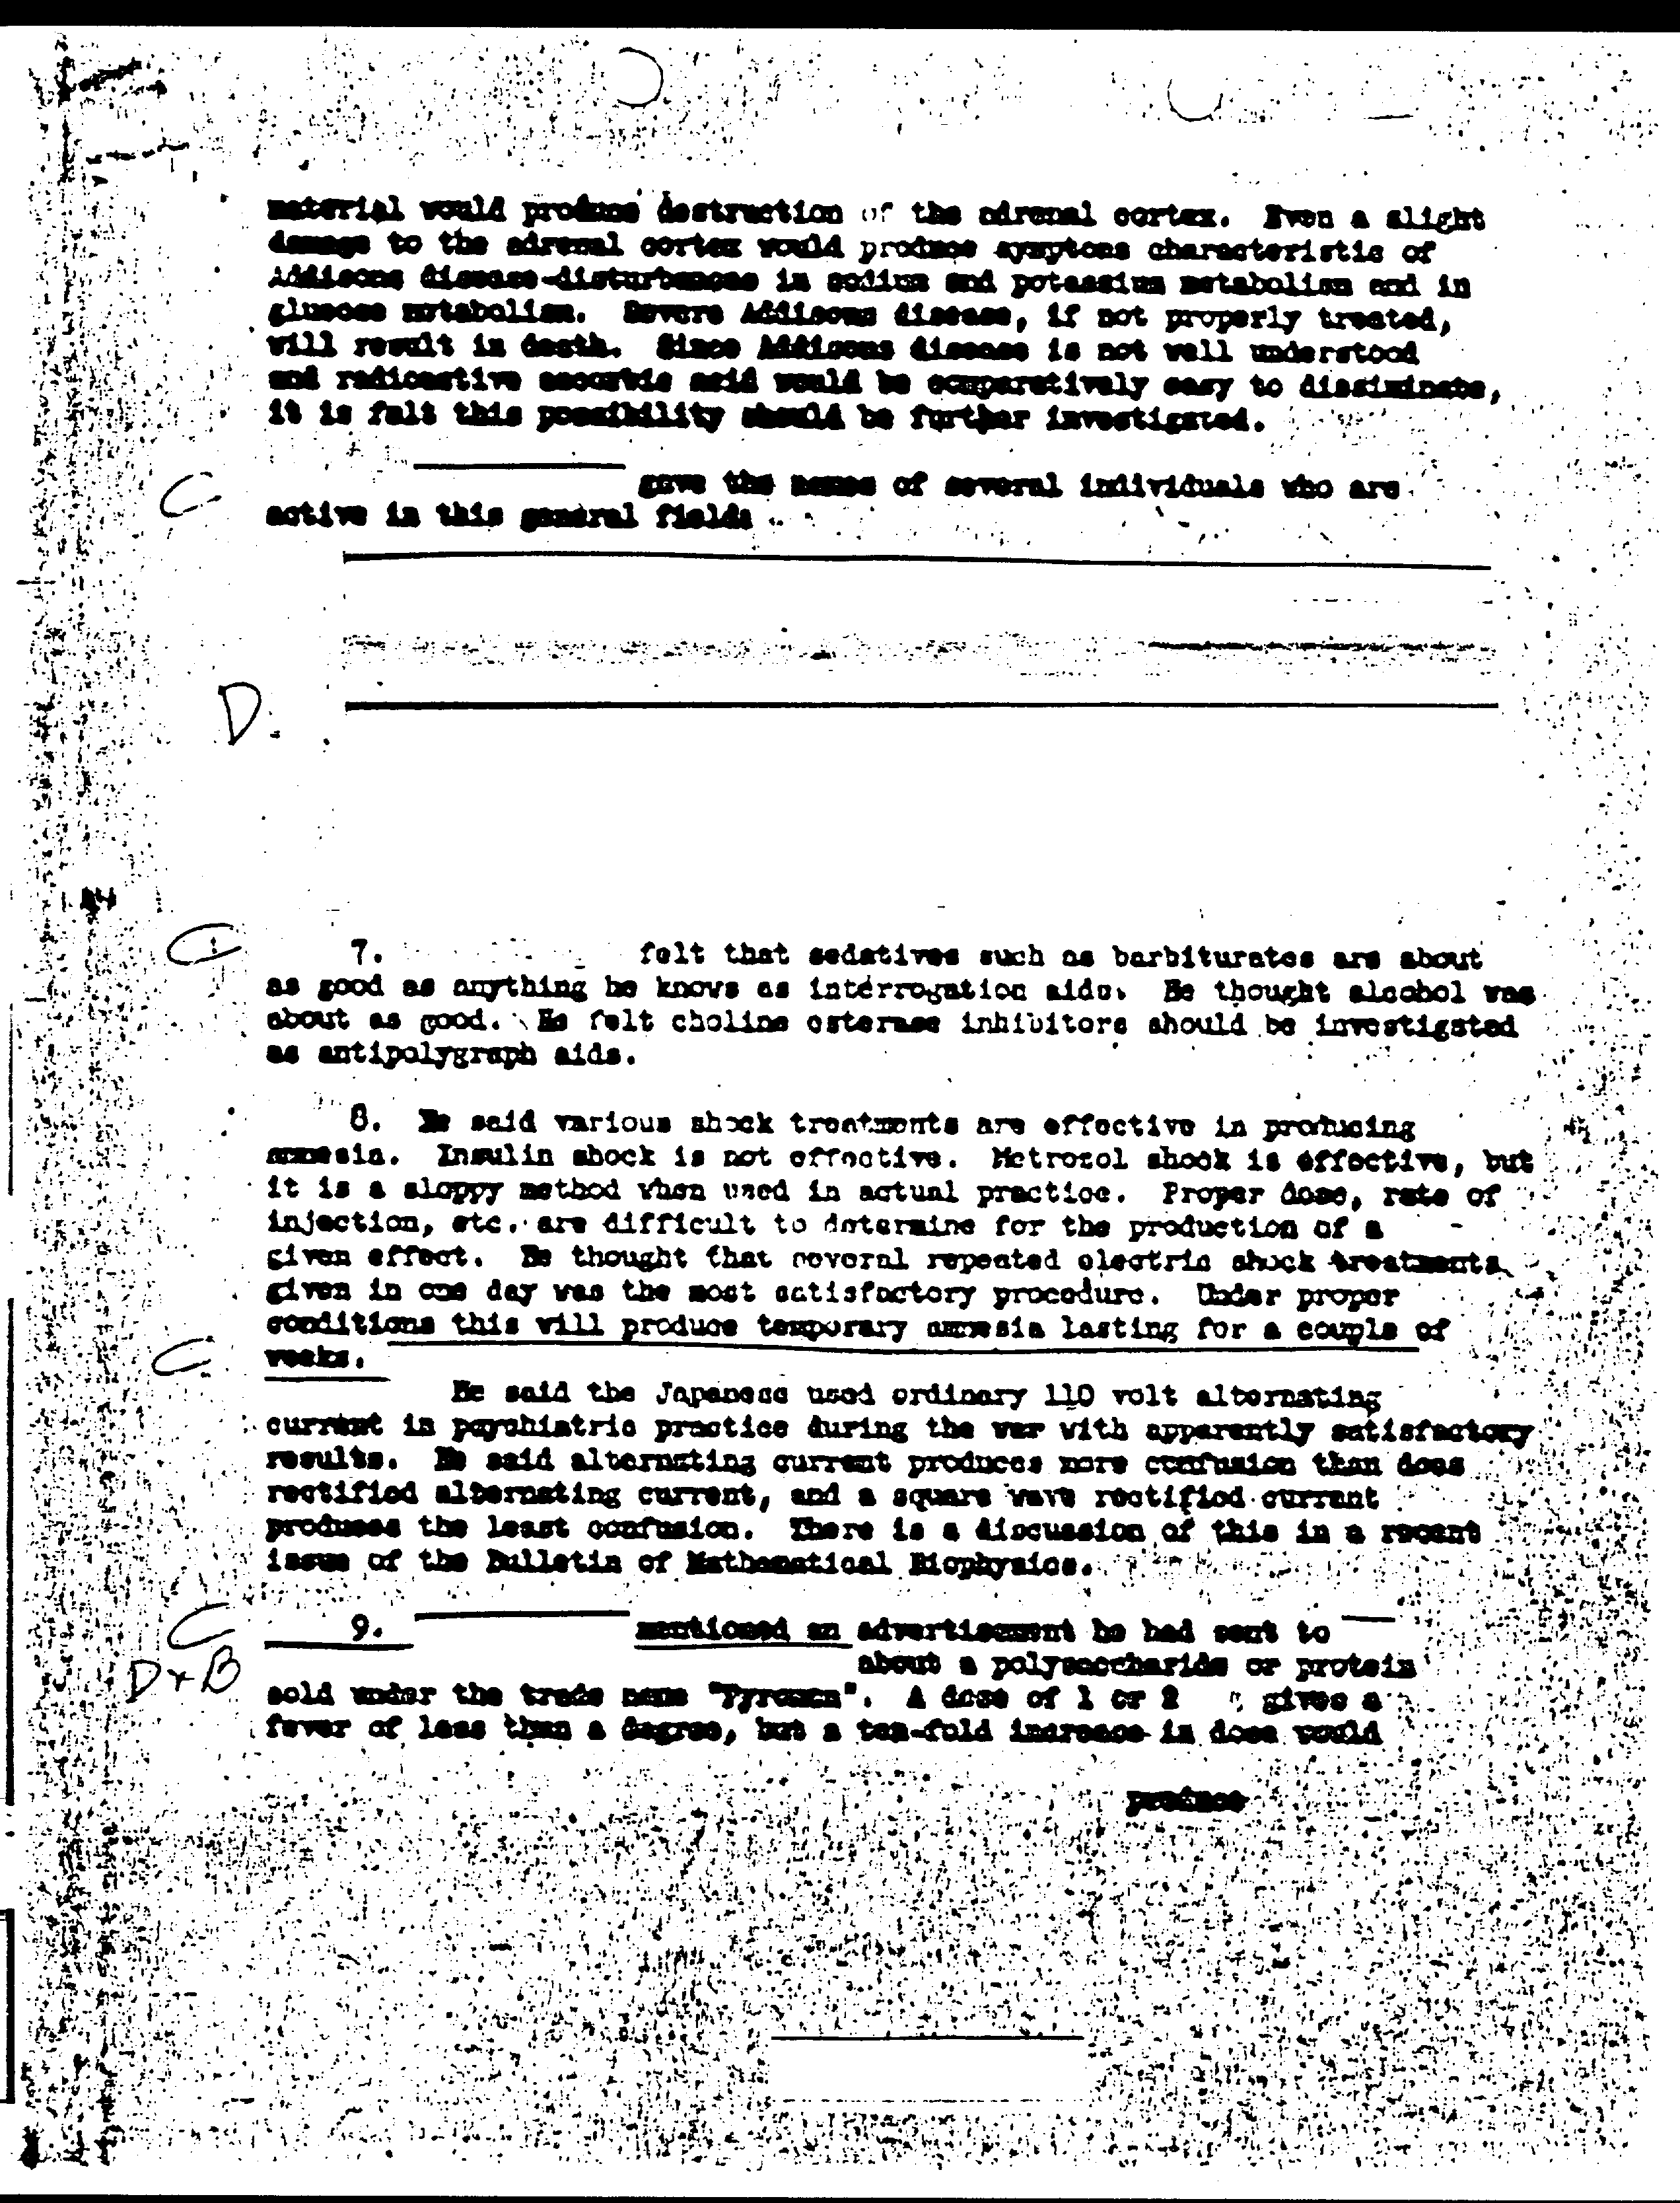 material would produce destruction of the adrenal cortex. Even a slight
damage to the adrenal cortex would produce symptoms characteristic of
Addisons disease-disturbances in sodium and potassium metabolism and in
glucose metabolism. Severe Addisons disease, if not properly treated,
will result in death. Since Addisons disease is not well understood
and radioactive ascorbic acid would be comparatively easy to dissiminate,
it is felt this possibility should be further investigated.
C
gave the names of several individuals who are
active in this general field:
D.
C
7. felt that sedatives such as barbiturates are about
as good as anything he knows as interrogation aids. He thought alcohol was
about as good. He felt choline esterase inhibitors should be investigated
as antipolygraph aids.
8. He said various shock treatments are effective in producing
amnesia. Insulin shock is not effective. Metrozol shock is effective, but
it is a sloppy method when used in actual practice. Proper dose, rate of
injection, etc. are difficult to determine for the production of a
given effect. He thought that several repeated electric shock treatments
given in one day was the most satisfactory procedure. Under proper
conditions this will produce temporary amnesia lasting for a couple of
C
weeks.
He said the Japanese used ordinary 110 volt alternating
current in psychiatric practice during the war with apparently satisfactory
results. He said alternating current produces more confusion than does
rectified alternating current, and a square wave rectified current
produces the least confusion. There is a discussion of this in a recent
issue of the Bulletin of Mathematical Biophysics.
C
9. mentioned an advertisement he had sent to
D+B
about a polysaccharide or protein
sold under the trade name "Pyromen". A dose of 1 or 2 gives a
fever of less than a degree, but a ten-fold increase in dose would
produce